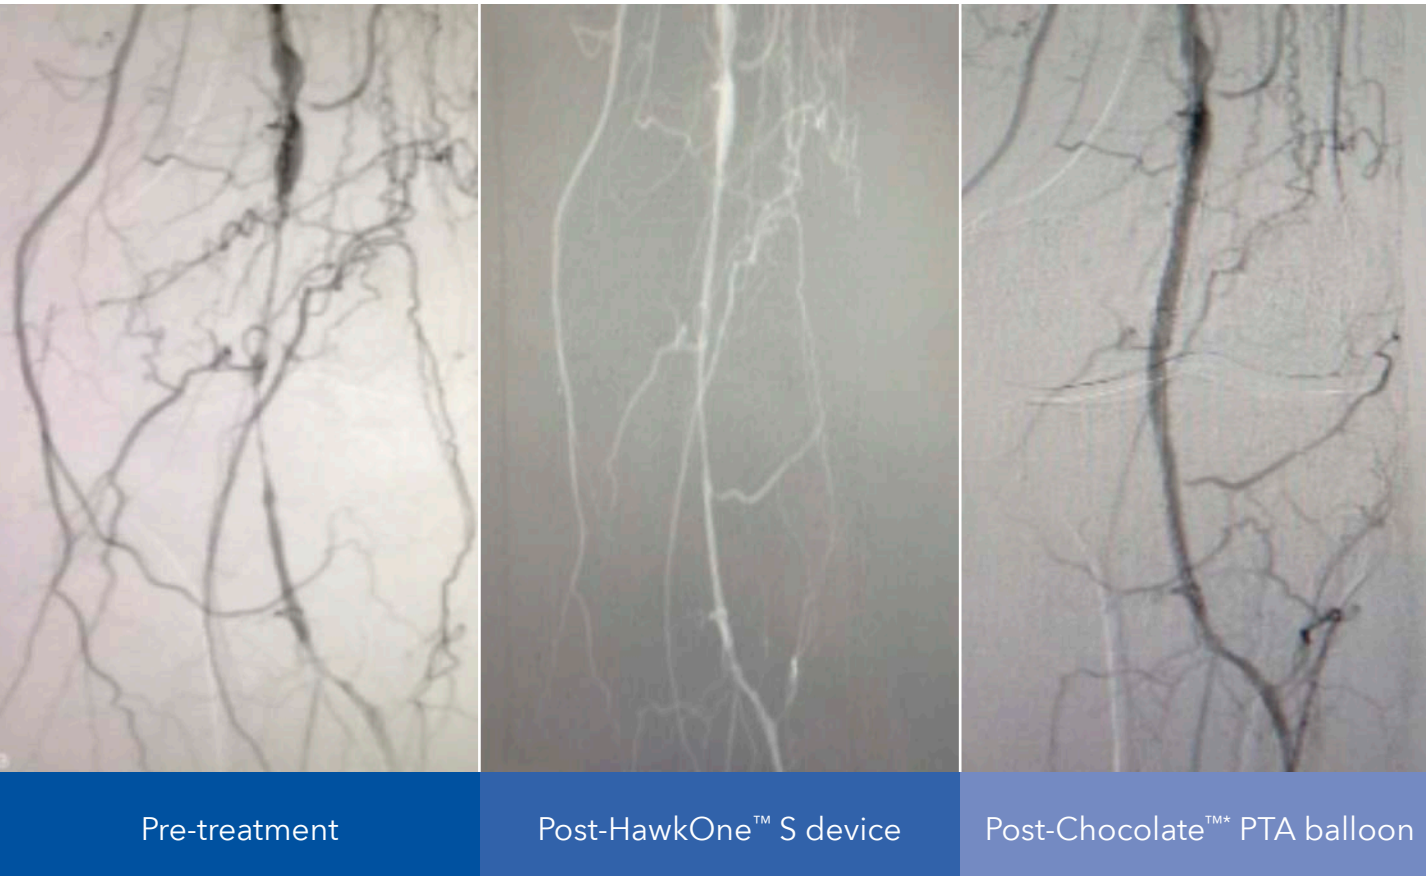 Pre-treatment
Post-HawkOne™ S device
Post-Chocolate™* PTA balloon